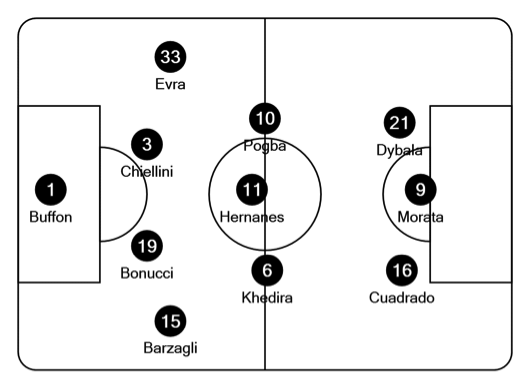 33
Evra
3
Chiellini
1
Buffon
19
Bonucci
15
Barzagli
10
Pogba
11
Hernanes
6
Khedira
21
Dybala
9
Morata
16
Cuadrado